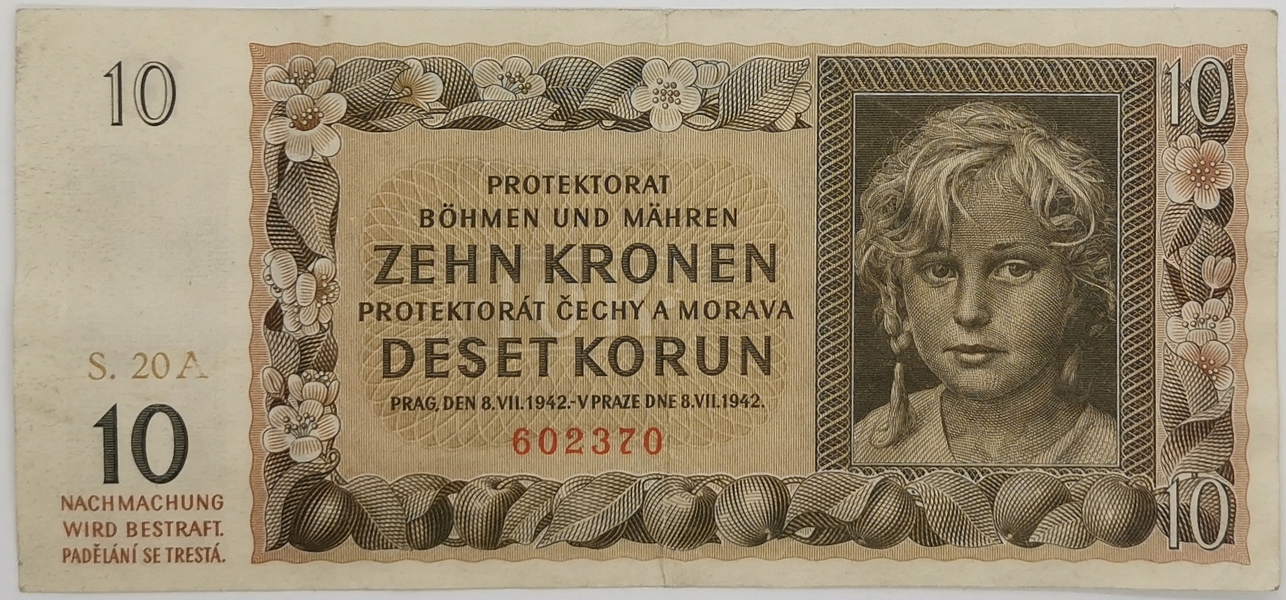 10
10
PROTEKTORAT
BÖHMEN UND MÄHREN
ZEHN KRONEN
PROTEKTORÁT ČECHY A MORAVA
DESET KORUN
PRAG, DEN 8.VII.1942.-V PRAZE DNE 8.VII.1942.
602370
S. 20 A
10
NACHMACHUNG
WIRD BESTRAFT.
PADĚLÁNÍ SE TRESTÁ.
10